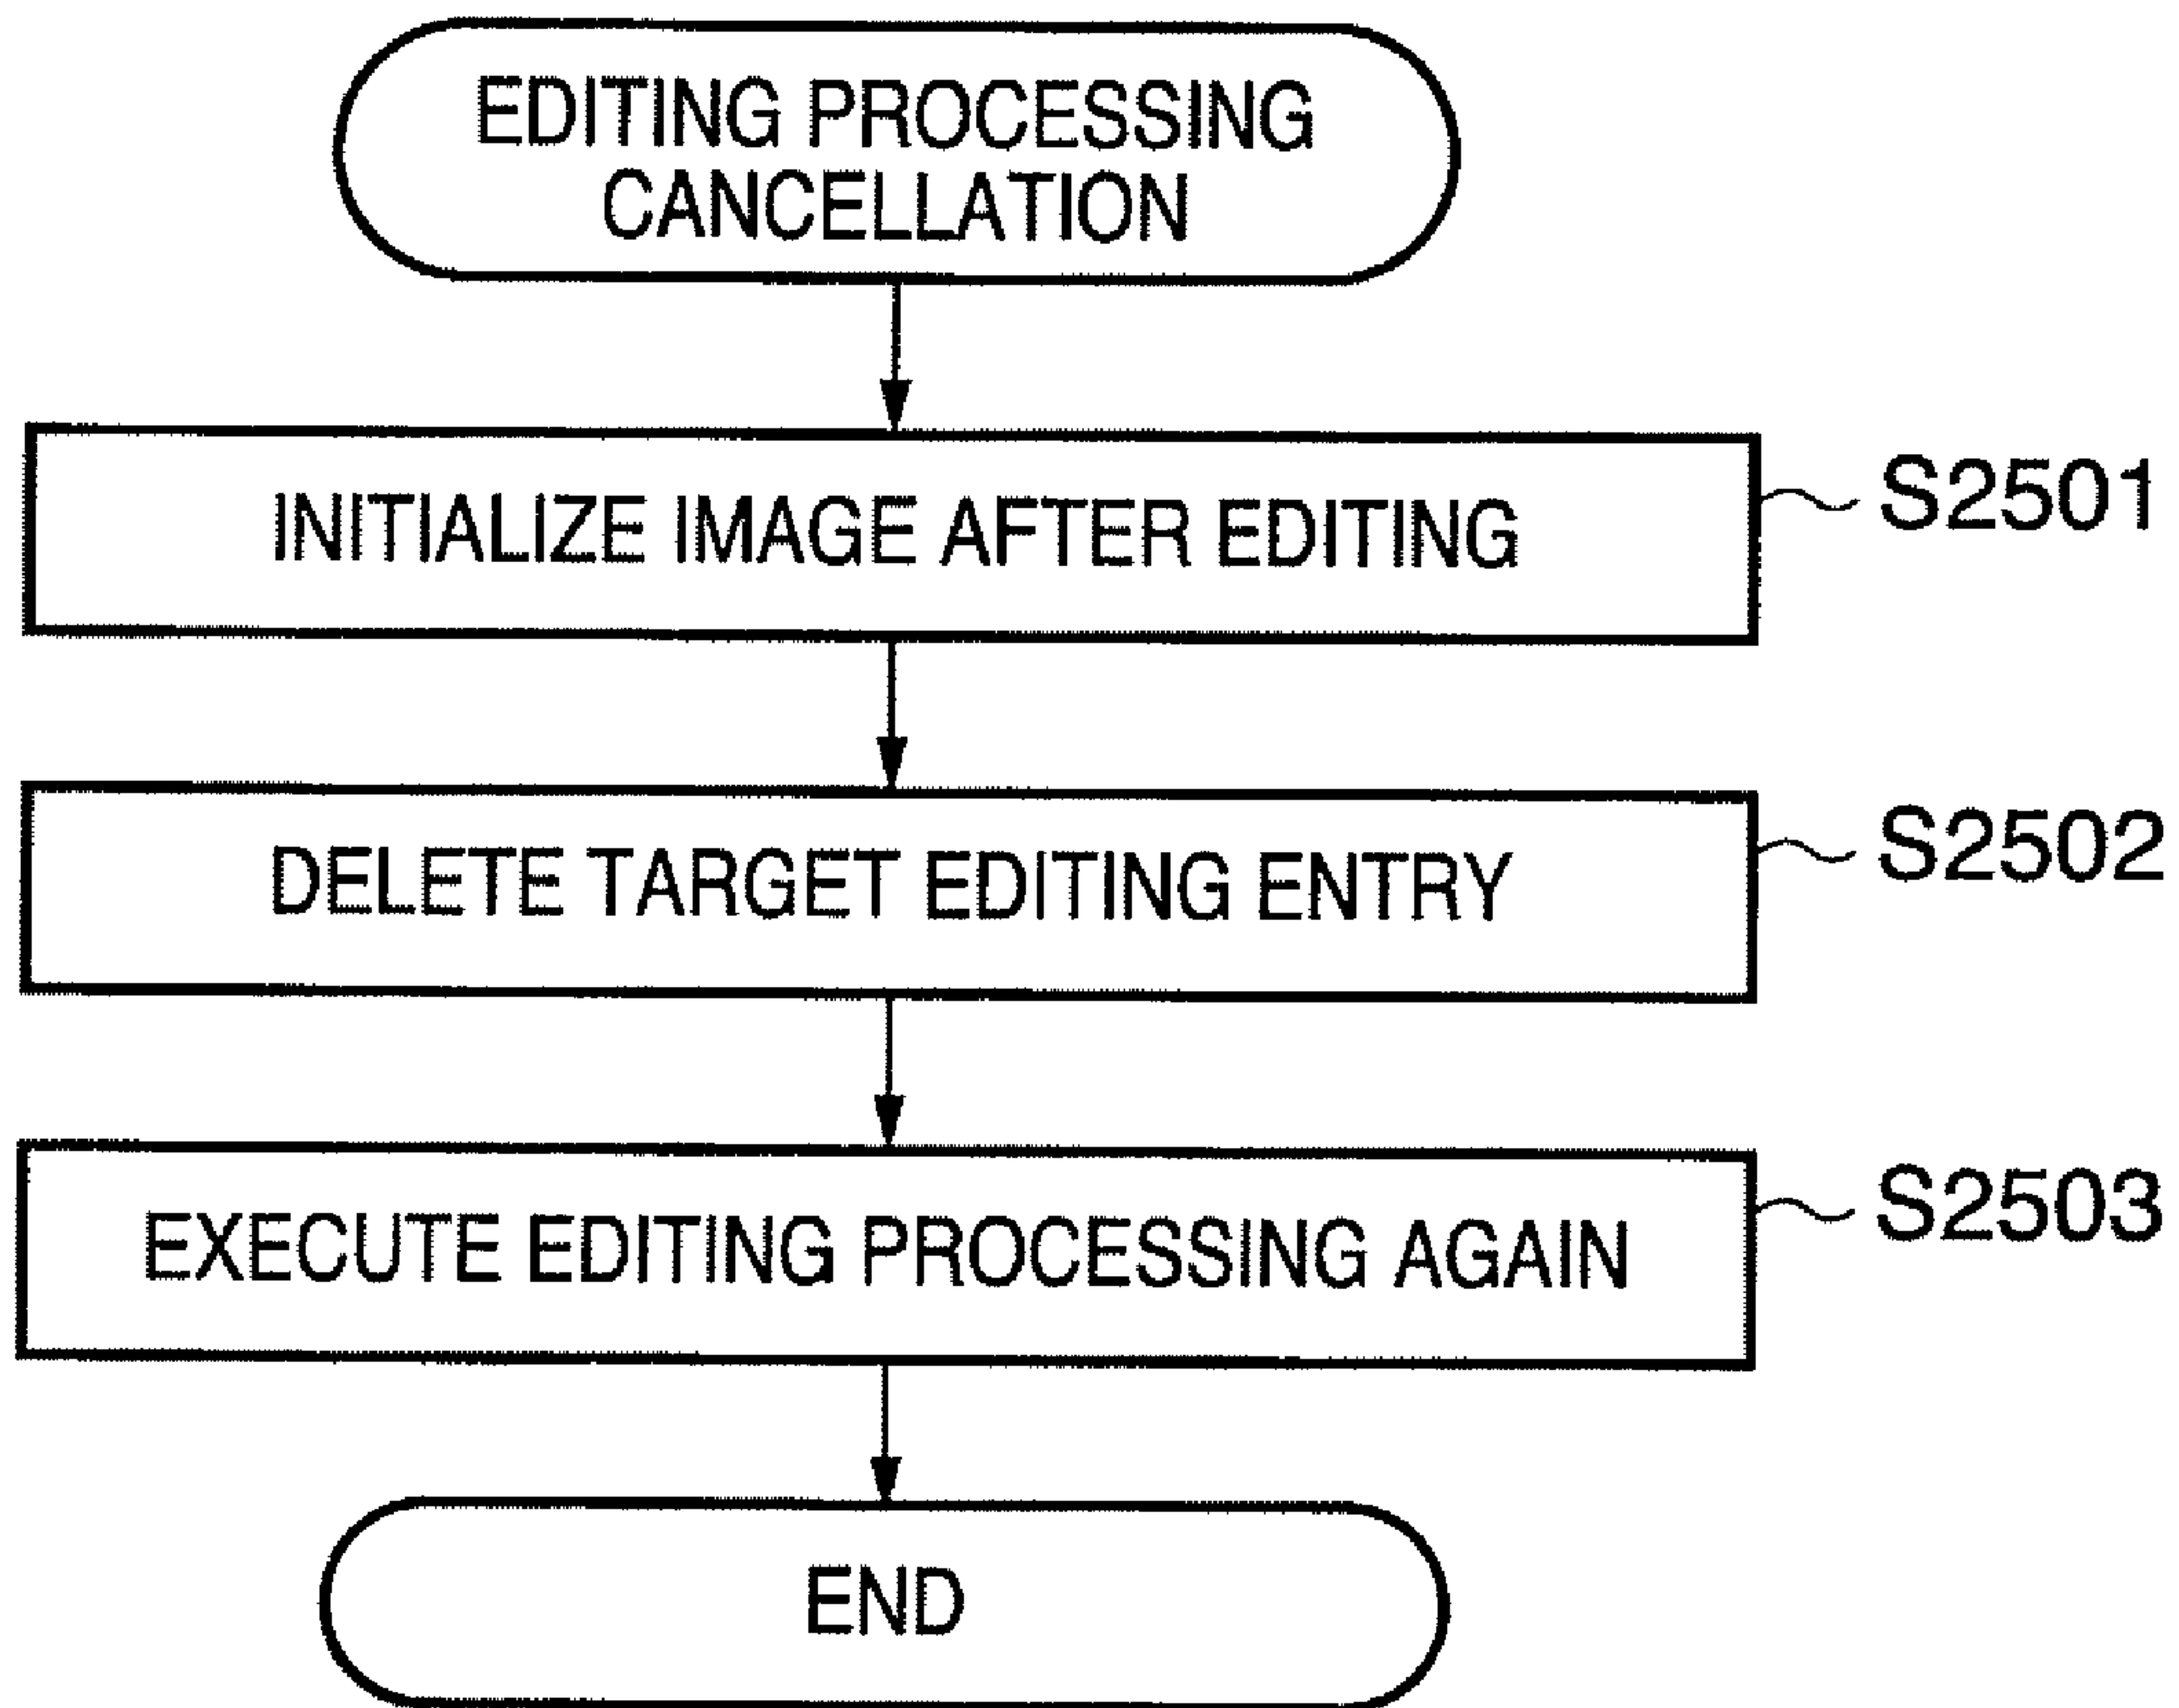 EDITING PROCESSING
CANCELLATION
INITIALIZE IMAGE AFTER EDITING
S2501
DELETE TARGET EDITING ENTRY
S2502
EXECUTE EDITING PROCESSING AGAIN
S2503
END